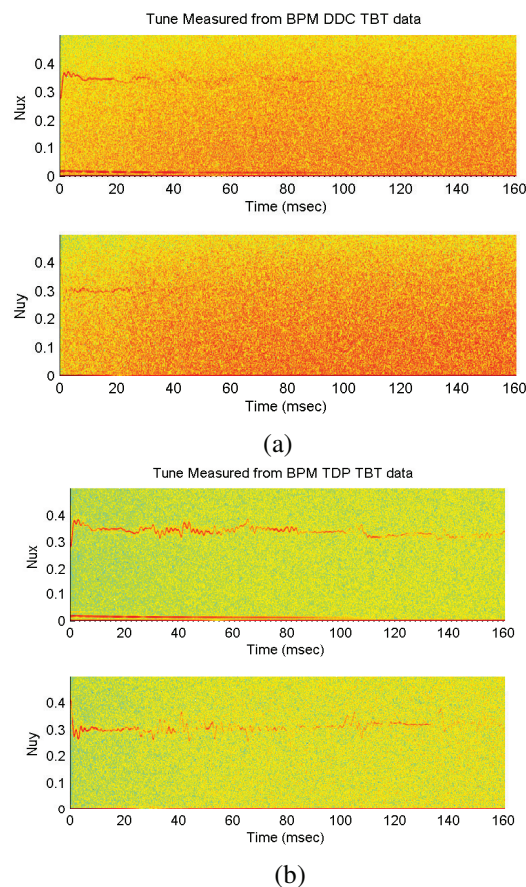 Tune Measured from BPM DDC TBT data
0.4
0.3
0.2
0.1
0
Nux
0 20 40 60 80 100 120 140 160
Time (msec)
0.4
0.3
0.2
0.1
0
Nuy
0 20 40 60 80 100 120 140 160
Time (msec)
(a)
Tune Measured from BPM TDP TBT data
0.4
0.3
0.2
0.1
0
Nux
0 20 40 60 80 100 120 140 160
Time (msec)
0.4
0.3
0.2
0.1
0
Nuy
0 20 40 60 80 100 120 140 160
Time (msec)
(b)